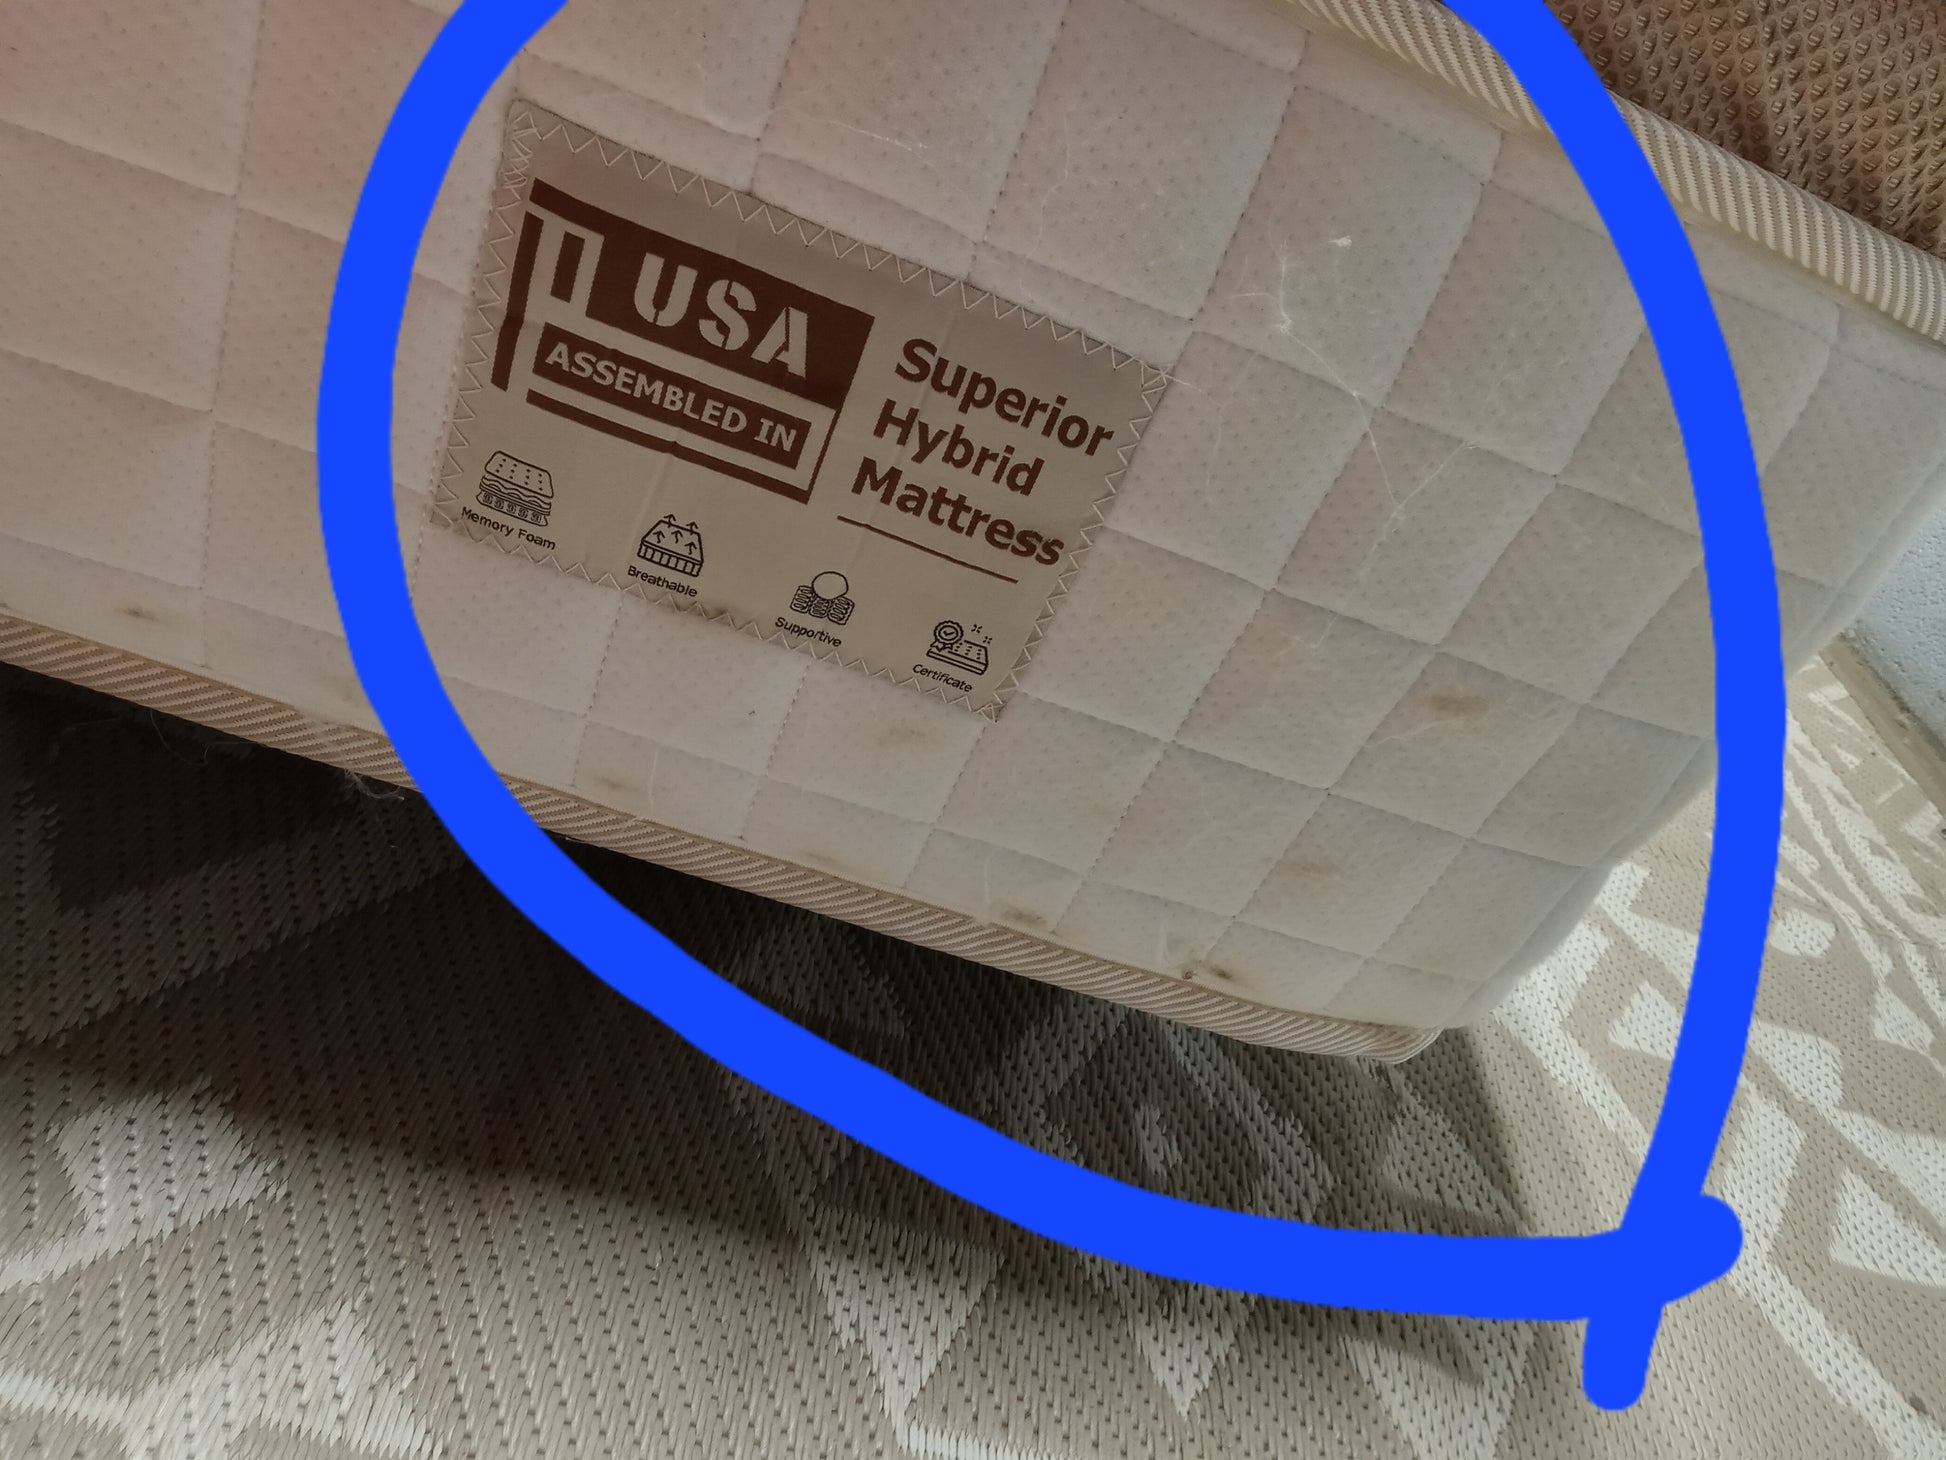 USA
ASSEMBLED IN
Superior
Hybrid
Mattress
Memory Foam
Breathable
Supportive
Certificate